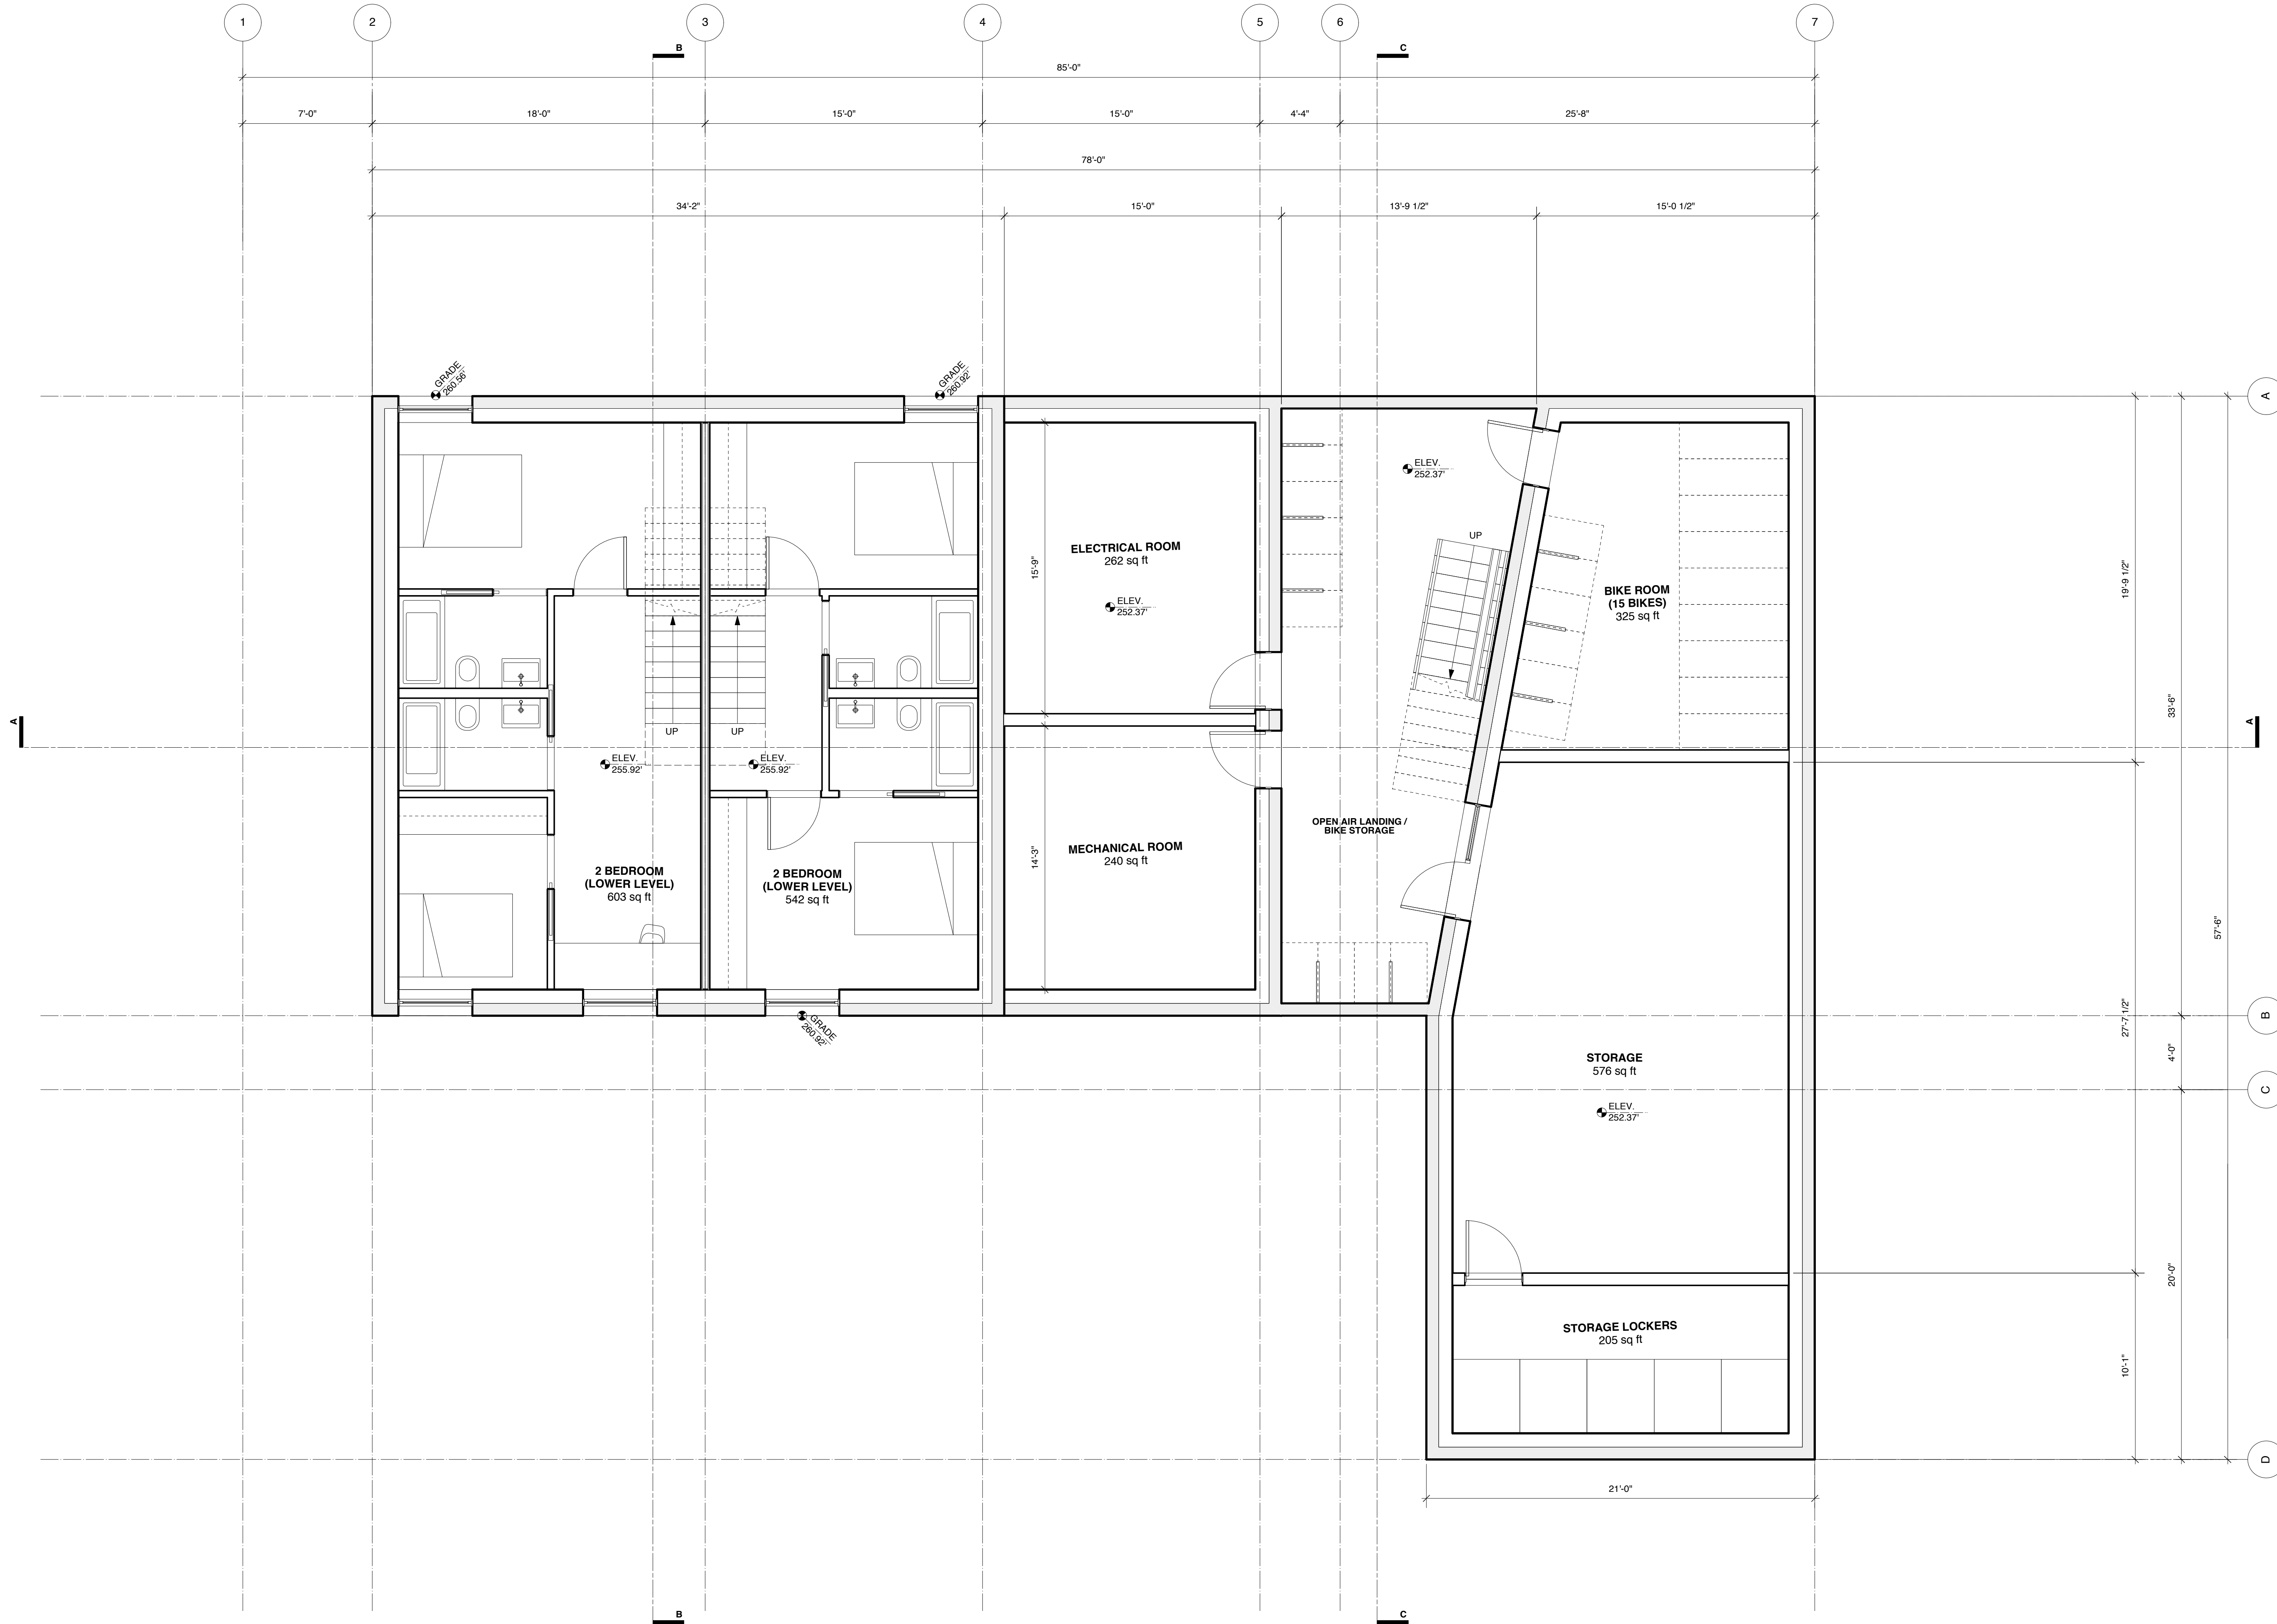 1
2
3
4
5
6
7
B
C
85'-0"
7'-0"
18'-0"
15'-0"
15'-0"
4'-4"
25'-8"
78'-0"
34'-2"
15'-0"
13'-9 1/2"
15'-0 1/2"
GRADE
260.56'
GRADE
260.92'
A
ELEV.
252.37'
UP
ELECTRICAL ROOM
262 sq ft
15'-9"
ELEV.
252.37'
BIKE ROOM
(15 BIKES)
325 sq ft
19'-9 1/2"
33'-6"
A
A
UP
UP
ELEV.
255.92'
ELEV.
255.92'
OPEN AIR LANDING /
BIKE STORAGE
MECHANICAL ROOM
240 sq ft
14'-3"
2 BEDROOM
(LOWER LEVEL)
603 sq ft
2 BEDROOM
(LOWER LEVEL)
542 sq ft
57'-6"
GRADE
260.92'
B
27'-7 1/2"
4'-0"
STORAGE
576 sq ft
C
ELEV.
252.37'
20'-0"
STORAGE LOCKERS
205 sq ft
10'-1"
D
21'-0"
B
C